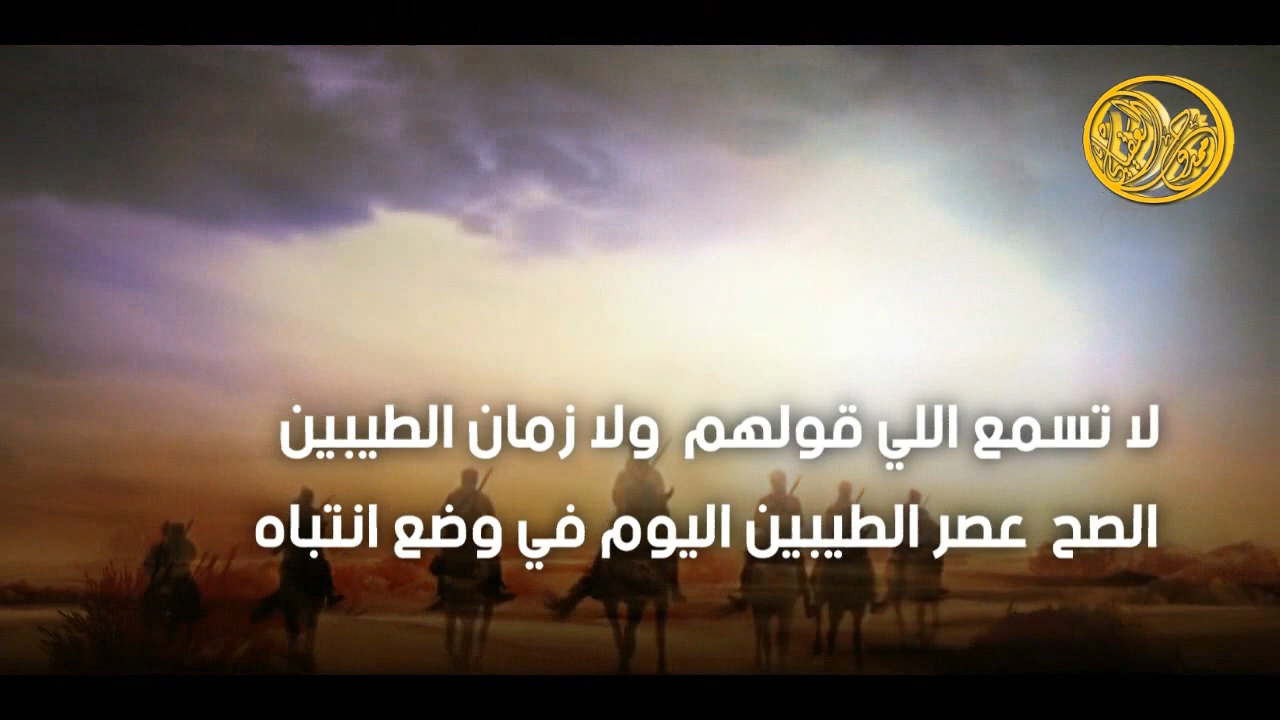 لا تسمع اللي قولهم ولا زمان الطيبين
الصح عصر الطيبين اليوم في وضع انتباه